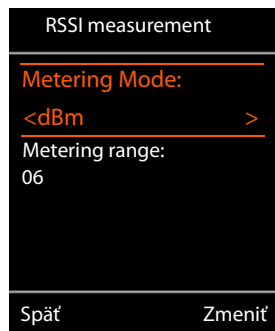 RSSI measurement
Metering Mode:
<dBm >
Metering range:
06
Späť Zmeniť